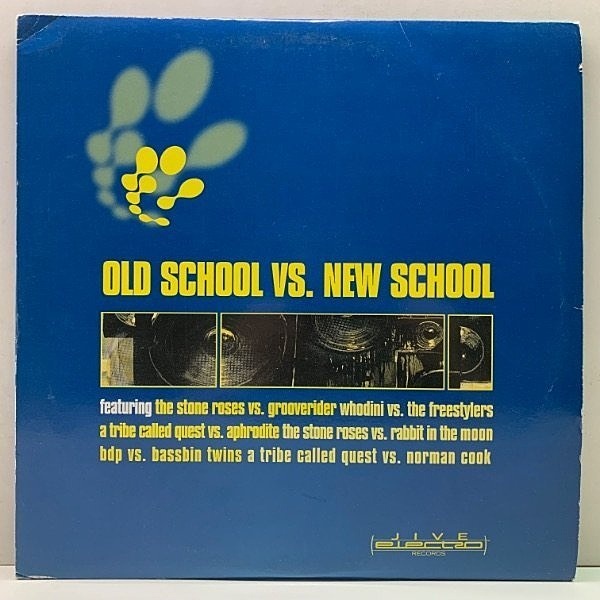 OLD SCHOOL VS. NEW SCHOOL
featuring the stone roses vs. grooverider whodini vs. the freestylers
a tribe called quest vs. aphrodite the stone roses vs. rabbit in the moon
bdp vs. bassbin twins a tribe called quest vs. norman cook
JIVE
electro
RECORDS